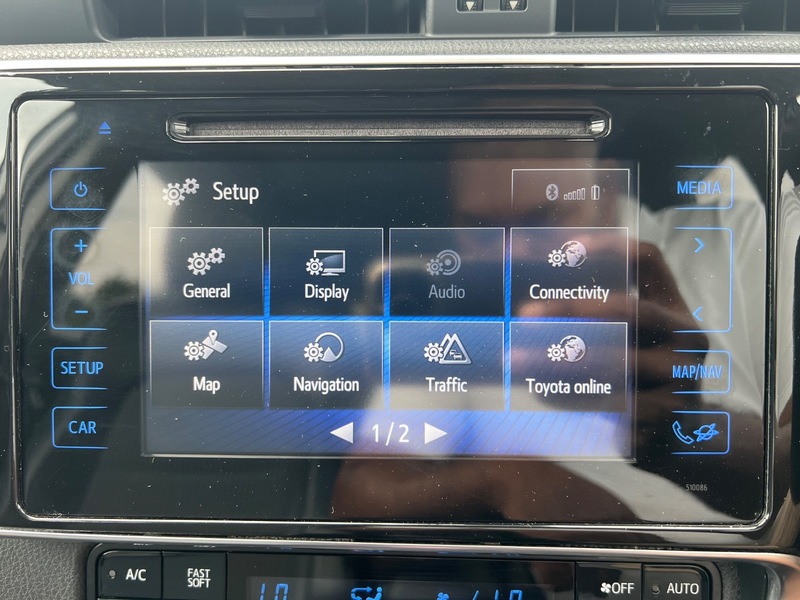 Setup
MEDIA
+
VOL
−
General
Display
Audio
Connectivity
SETUP
Map
Navigation
Traffic
Toyota online
MAP/NAV
CAR
1/2
510086
A/C
FAST
SOFT
OFF
AUTO